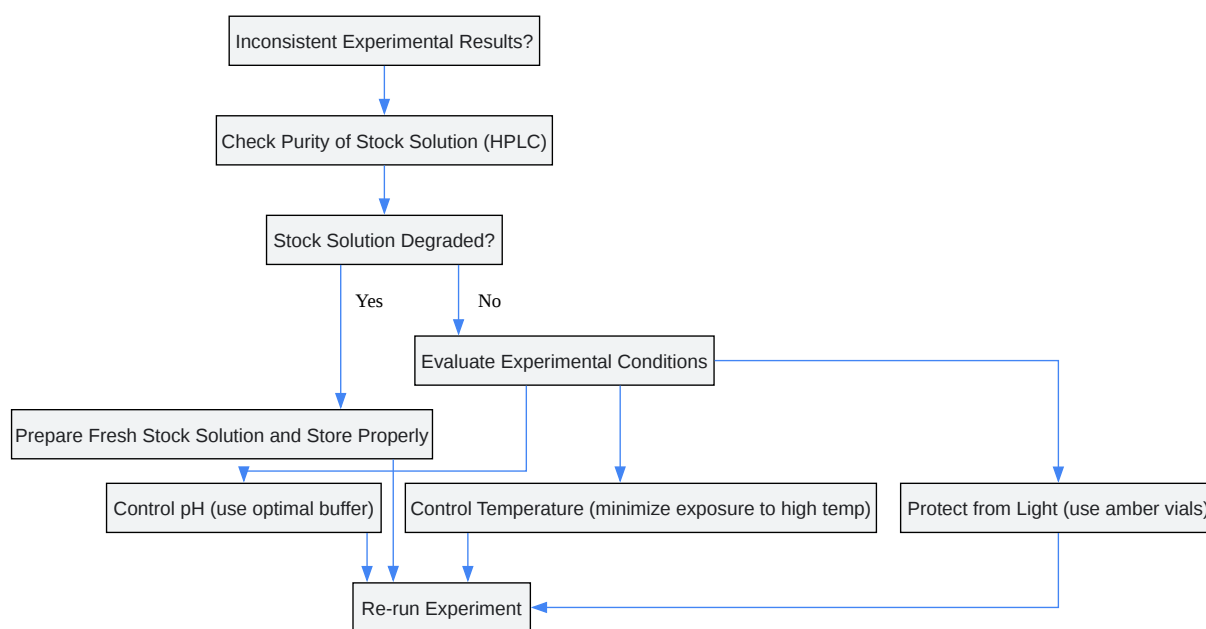 Inconsistent Experimental Results?
Check Purity of Stock Solution (HPLC)
Stock Solution Degraded?
Yes
No
Evaluate Experimental Conditions
Prepare Fresh Stock Solution and Store Properly
Control pH (use optimal buffer)
Control Temperature (minimize exposure to high temp)
Protect from Light (use amber vials)
Re-run Experiment